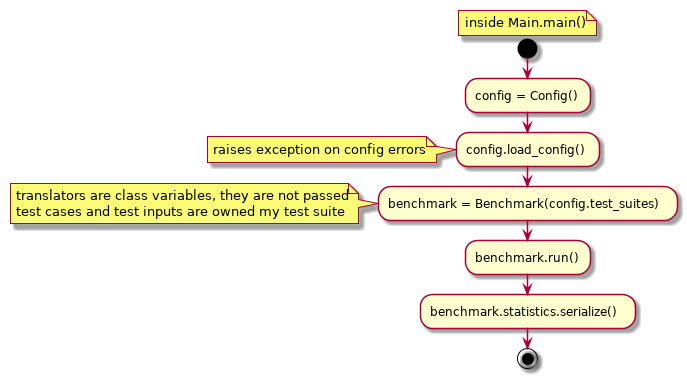 inside Main.main()
config = Config()
raises exception on config errors
config.load_config()
translators are class variables, they are not passed
test cases and test inputs are owned my test suite
benchmark = Benchmark(config.test_suites)
benchmark.run()
benchmark.statistics.serialize()